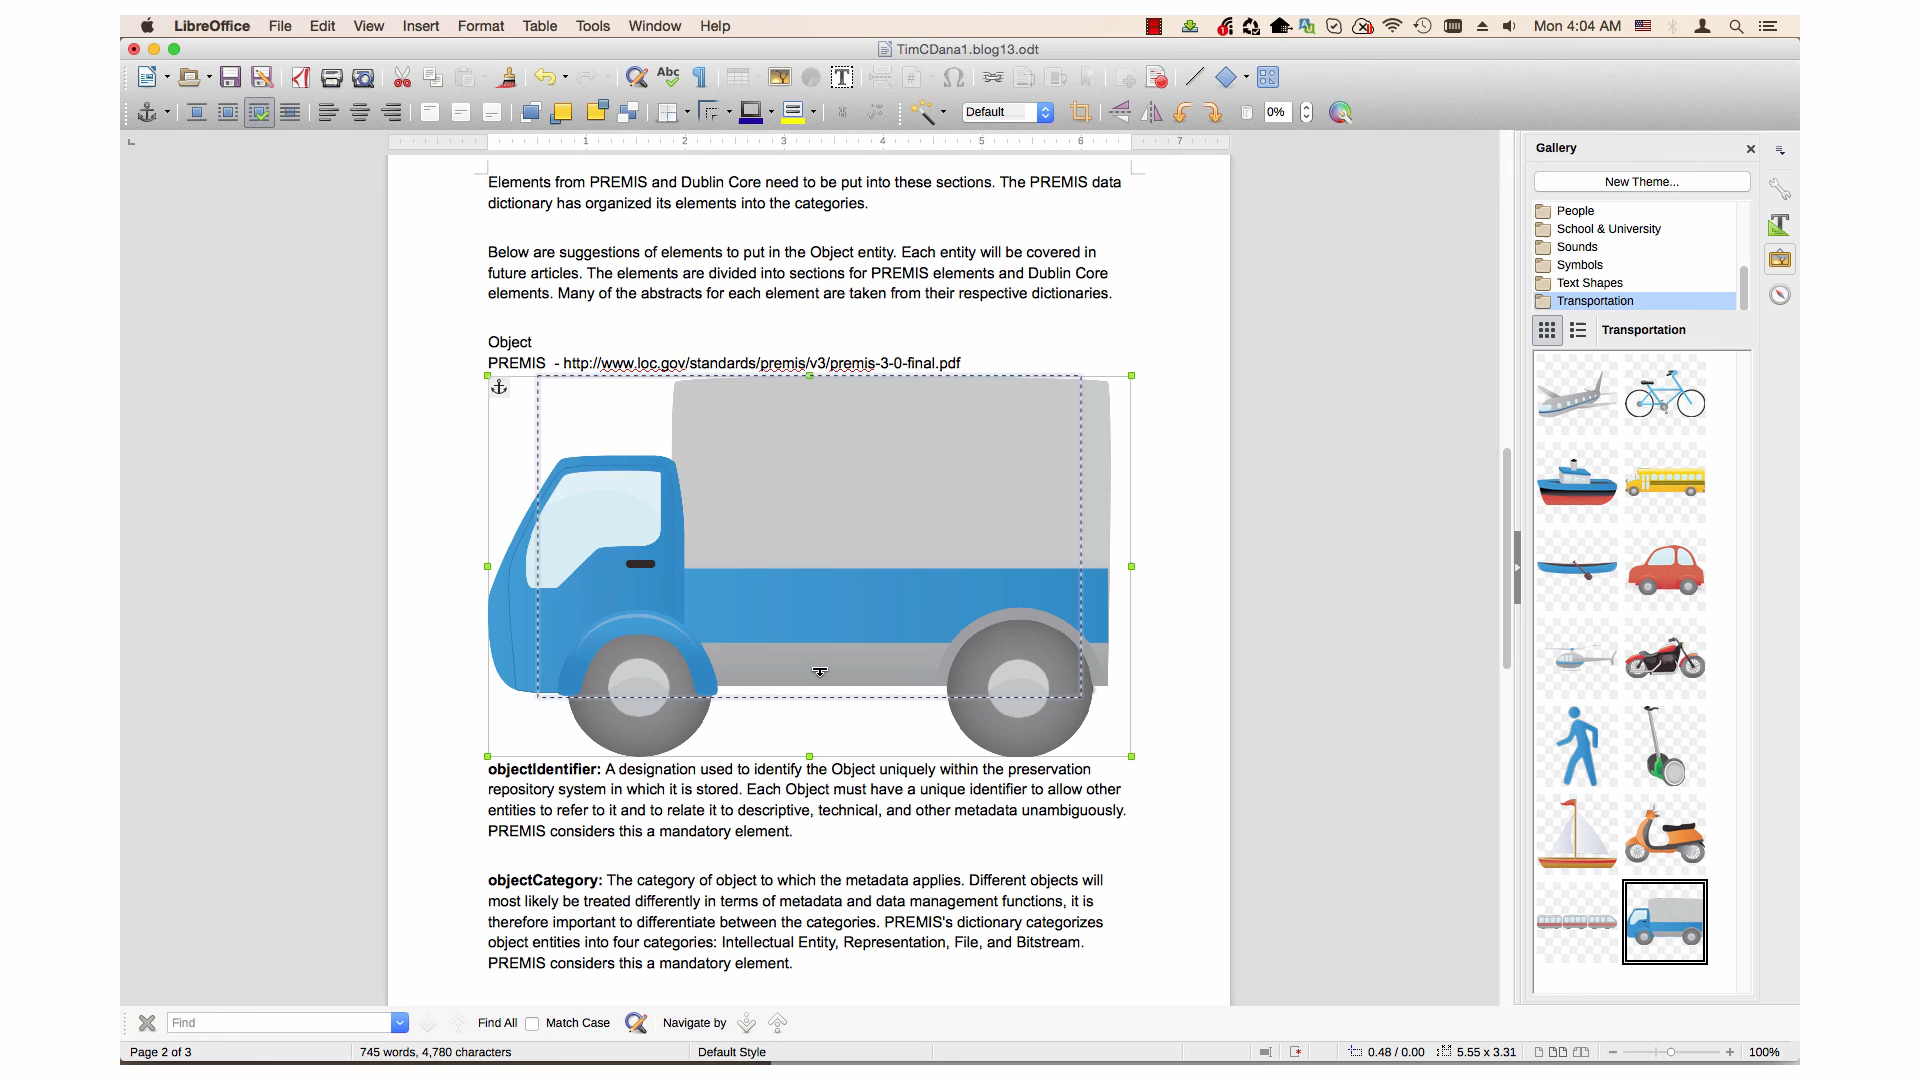 LibreOffice File Edit View Insert Format Table Tools Window Help
Mon 4:04 AM
TimCDana1.blog13.odt
Abc
T
Default
0%
1 2 3 4 5 6 7
Elements from PREMIS and Dublin Core need to be put into these sections. The PREMIS data
dictionary has organized its elements into the categories.
Below are suggestions of elements to put in the Object entity. Each entity will be covered in
future articles. The elements are divided into sections for PREMIS elements and Dublin Core
elements. Many of the abstracts for each element are taken from their respective dictionaries.
Object
PREMIS - http://www.loc.gov/standards/premis/v3/premis-3-0-final.pdf
objectIdentifier: A designation used to identify the Object uniquely within the preservation
repository system in which it is stored. Each Object must have a unique identifier to allow other
entities to refer to it and to relate it to descriptive, technical, and other metadata unambiguously.
PREMIS considers this a mandatory element.
objectCategory: The category of object to which the metadata applies. Different objects will
most likely be treated differently in terms of metadata and data management functions, it is
therefore important to differentiate between the categories. PREMIS's dictionary categorizes
object entities into four categories: Intellectual Entity, Representation, File, and Bitstream.
PREMIS considers this a mandatory element.
Gallery
New Theme...
People
School & University
Sounds
Symbols
Text Shapes
Transportation
Transportation
Find
Find All
Match Case
Navigate by
Page 2 of 3
745 words, 4,780 characters
Default Style
0.48 / 0.00
5.55 x 3.31
100%